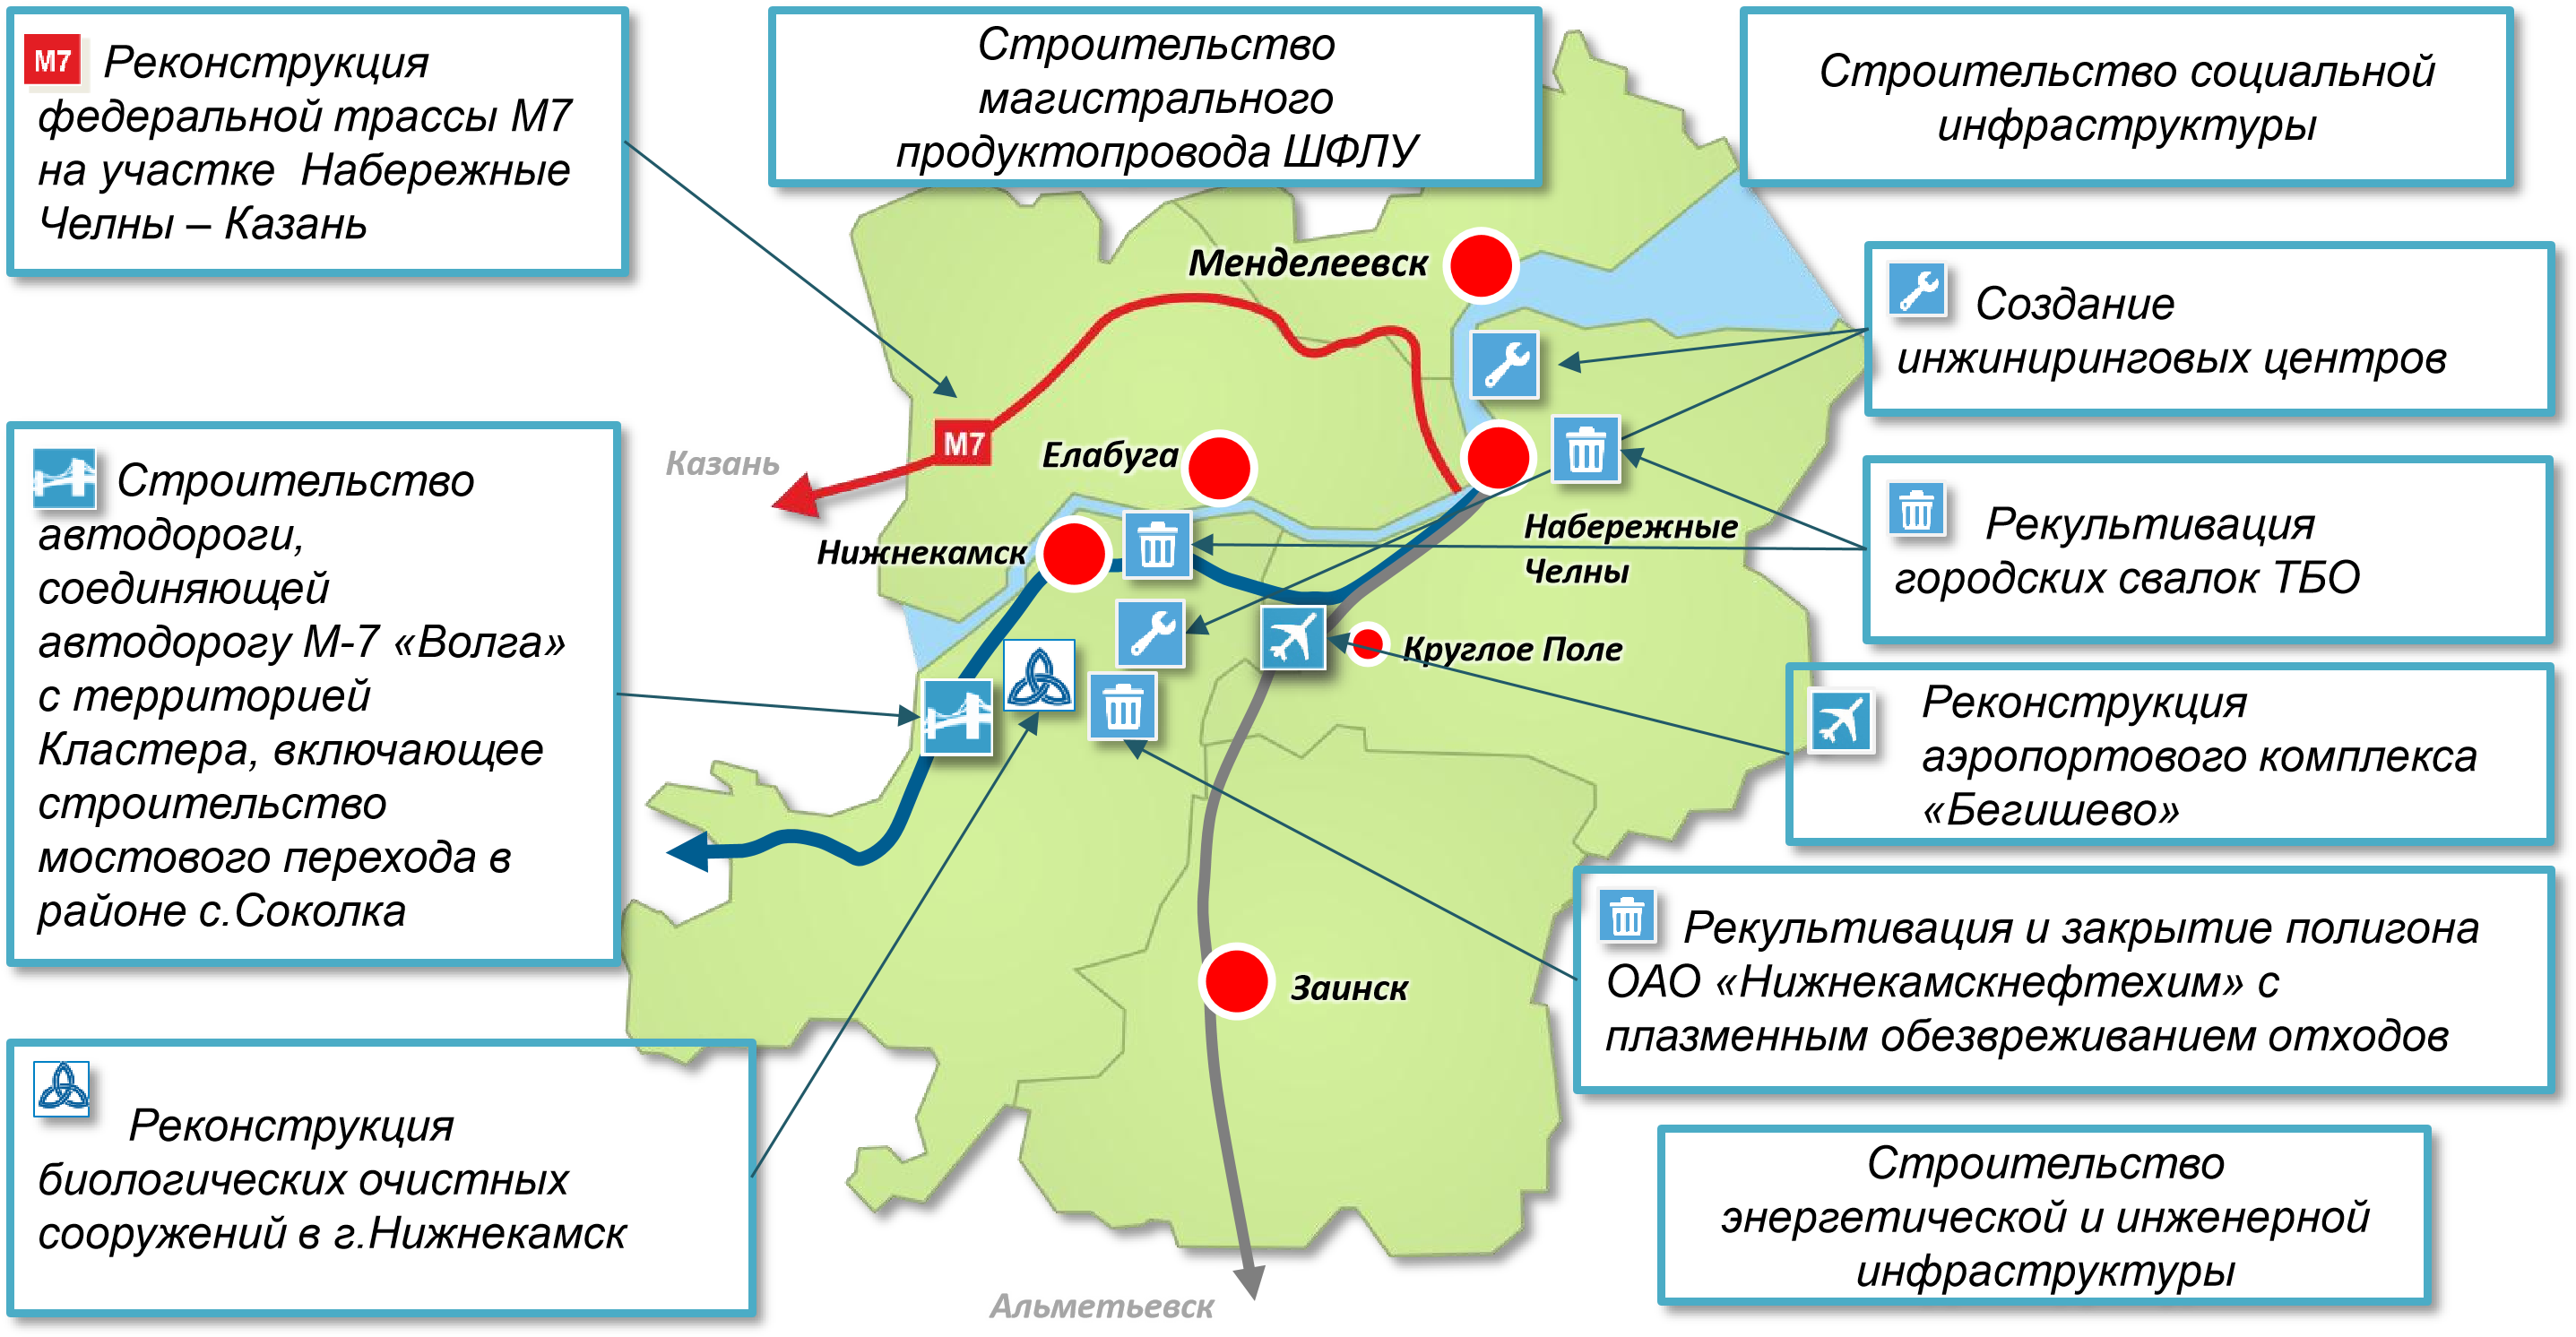 М7 Реконструкция
федеральной трассы М7
на участке Набережные
Челны – Казань
Строительство
магистрального
продуктопровода ШФЛУ
Строительство социальной
инфраструктуры
Создание
инжиниринговых центров
Рекультивация
городских свалок ТБО
Реконструкция
аэропортового комплекса
«Бегишево»
Рекультивация и закрытие полигона
ОАО «Нижнекамскнефтехим» с
плазменным обезвреживанием отходов
Строительство
энергетической и инженерной
инфраструктуры
Строительство
автодороги,
соединяющей
автодорогу М-7 «Волга»
с территорией
Кластера, включающее
строительство
мостового перехода в
районе с.Соколка
Реконструкция
биологических очистных
сооружений в г.Нижнекамск
Менделеевск
М7
Казань
Елабуга
Нижнекамск
Набережные
Челны
Круглое Поле
Заинск
Альметьевск